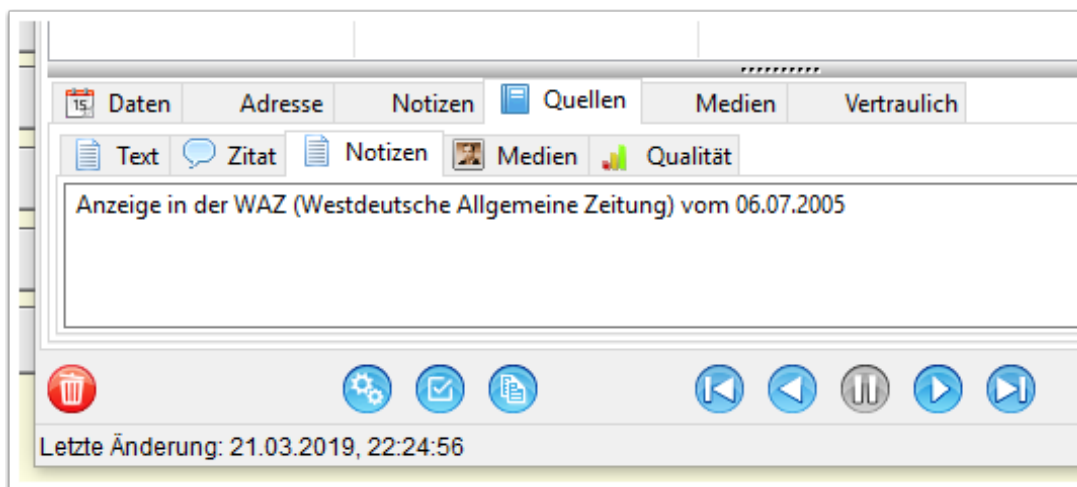 15 Daten Adresse Notizen Quellen Medien Vertraulich
Text Zitat Notizen Medien Qualität
Anzeige in der WAZ (Westdeutsche Allgemeine Zeitung) vom 06.07.2005
Letzte Änderung: 21.03.2019, 22:24:56